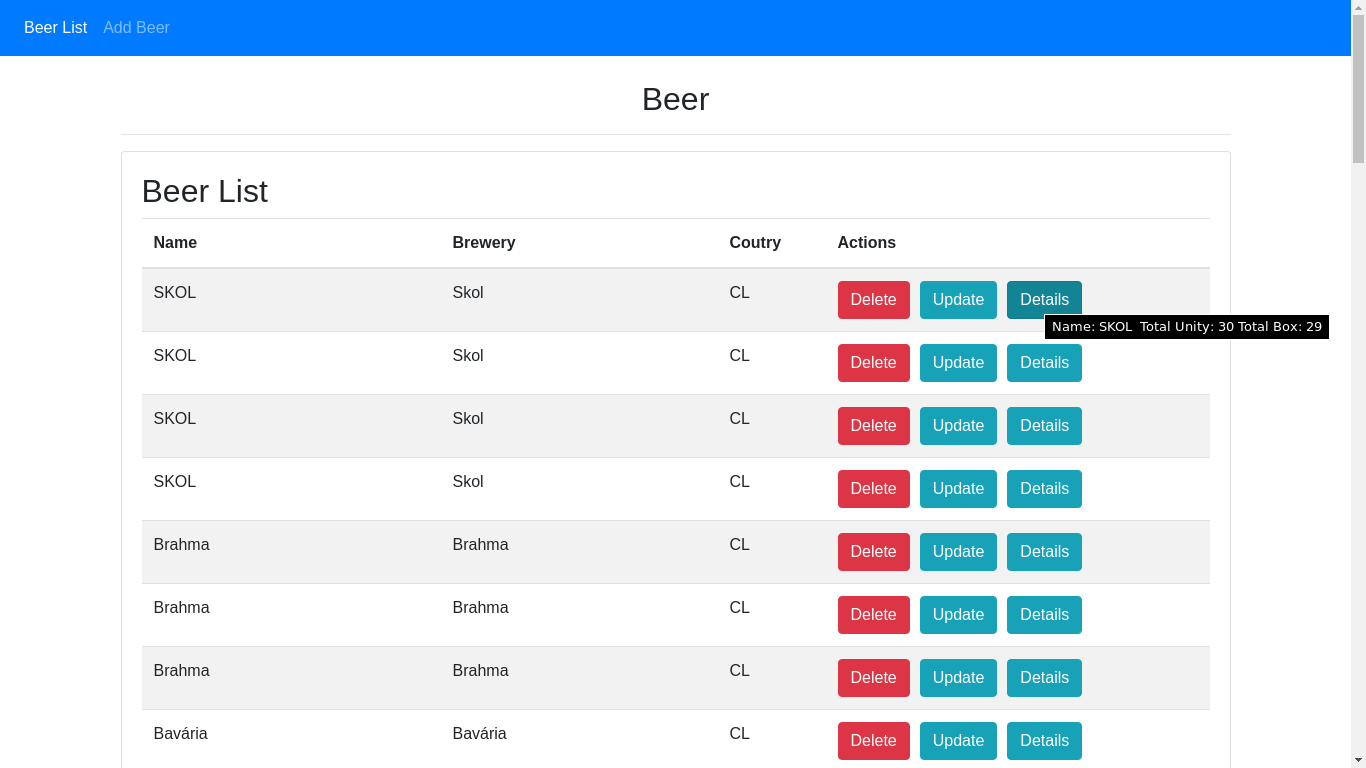 Beer List Add Beer
Beer
Beer List
Name Brewery Coutry Actions
SKOL Skol CL Delete Update Details
Name: SKOL  Total Unity: 30 Total Box: 29
SKOL Skol CL Delete Update Details
SKOL Skol CL Delete Update Details
SKOL Skol CL Delete Update Details
Brahma Brahma CL Delete Update Details
Brahma Brahma CL Delete Update Details
Brahma Brahma CL Delete Update Details
Bavária Bavária CL Delete Update Details